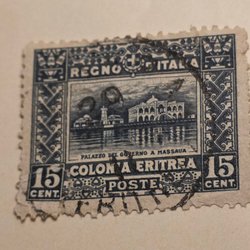 REGNO D'ITALIA
PALAZZO DEL GOVERNO A MASSAUA
COLONIA ERITREA
15 CENT.
POSTE
15 CENT.